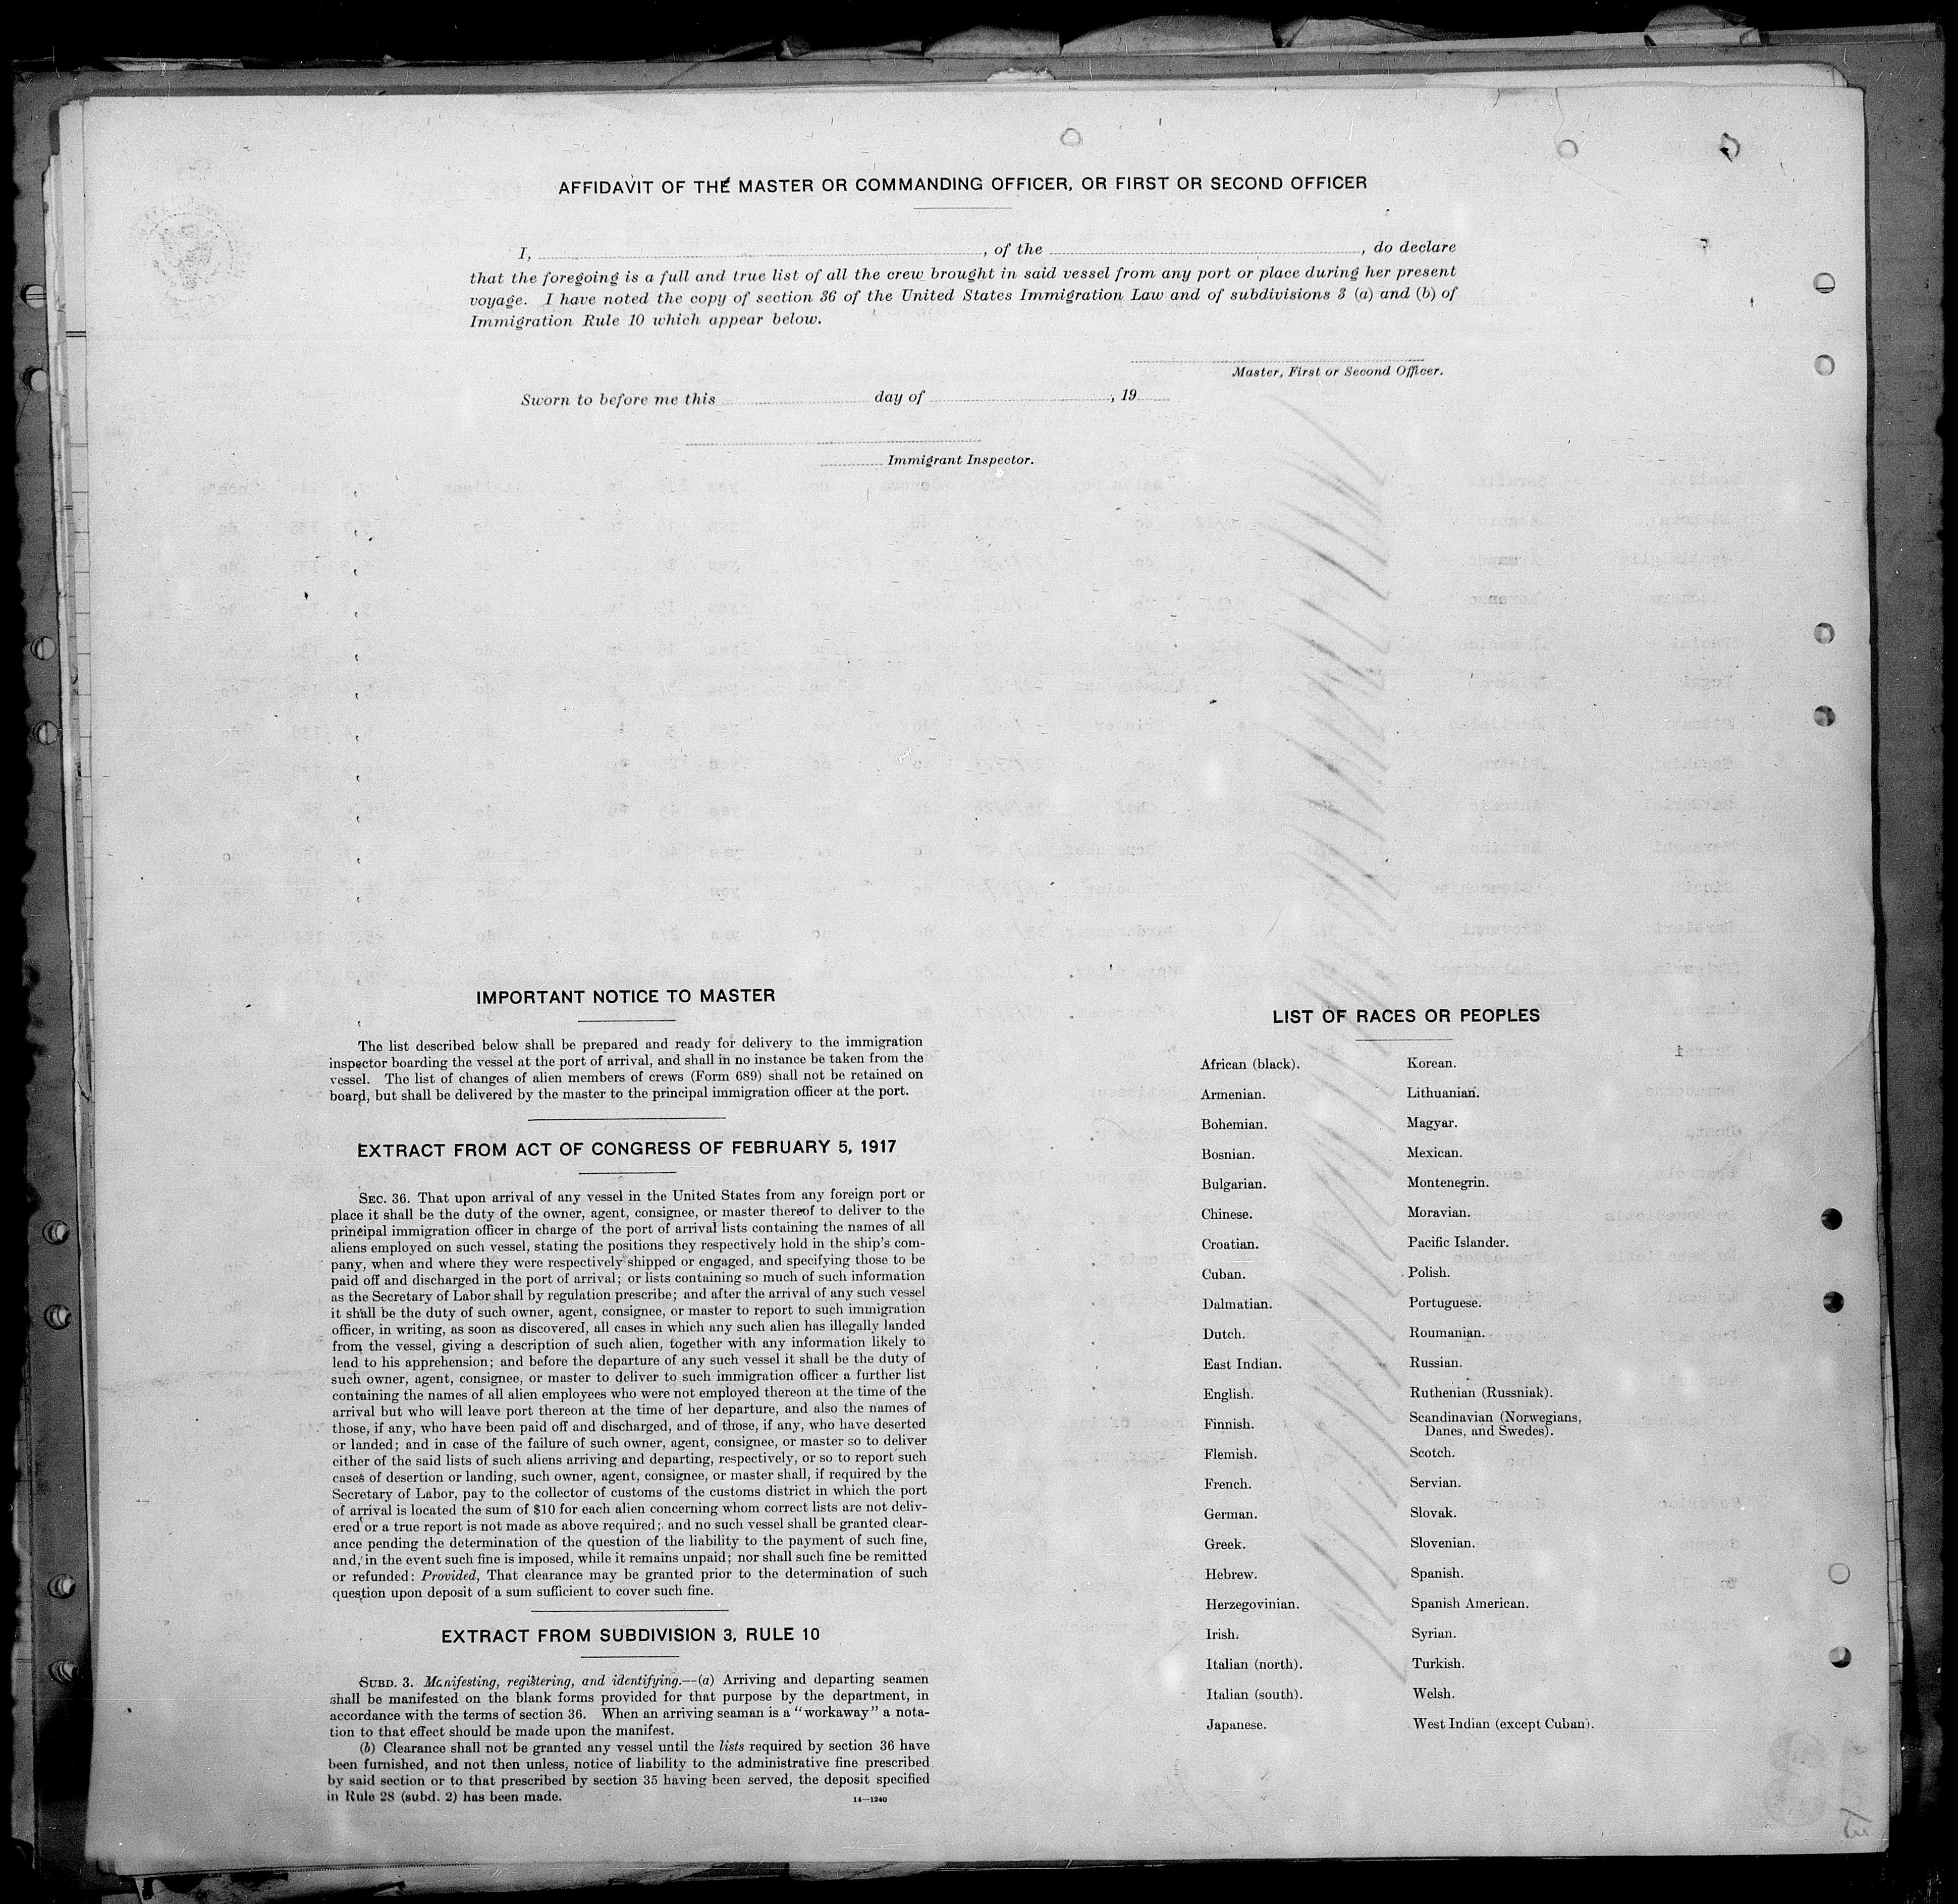 AFFIDAVIT OF THE MASTER OR COMMANDING OFFICER, OR FIRST OR SECOND OFFICER
I, , of the , do declare
that the foregoing is a full and true list of all the crew brought in said vessel from any port or place during her present
voyage. I have noted the copy of section 36 of the United States Immigration Law and of subdivisions 3 (a) and (b) of
Immigration Rule 10 which appear below.
Master, First or Second Officer.
Sworn to before me this day of , 19
Immigrant Inspector.
IMPORTANT NOTICE TO MASTER
The list described below shall be prepared and ready for delivery to the immigration
inspector boarding the vessel at the port of arrival, and shall in no instance be taken from the
vessel. The list of changes of alien members of crews (Form 689) shall not be retained on
board, but shall be delivered by the master to the principal immigration officer at the port.
EXTRACT FROM ACT OF CONGRESS OF FEBRUARY 5, 1917
SEC. 36. That upon arrival of any vessel in the United States from any foreign port or
place it shall be the duty of the owner, agent, consignee, or master thereof to deliver to the
principal immigration officer in charge of the port of arrival lists containing the names of all
aliens employed on such vessel, stating the positions they respectively hold in the ship's com-
pany, when and where they were respectively shipped or engaged, and specifying those to be
paid off and discharged in the port of arrival; or lists containing so much of such information
as the Secretary of Labor shall by regulation prescribe; and after the arrival of any such vessel
it shall be the duty of such owner, agent, consignee, or master to report to such immigration
officer, in writing, as soon as discovered, all cases in which any such alien has illegally landed
from the vessel, giving a description of such alien, together with any information likely to
lead to his apprehension; and before the departure of any such vessel it shall be the duty of
such owner, agent, consignee, or master to deliver to such immigration officer a further list
containing the names of all alien employees who were not employed thereon at the time of the
arrival but who will leave port thereon at the time of her departure, and also the names of
those, if any, who have been paid off and discharged, and of those, if any, who have deserted
or landed; and in case of the failure of such owner, agent, consignee, or master so to deliver
either of the said lists of such aliens arriving and departing, respectively, or so to report such
cases of desertion or landing, such owner, agent, consignee, or master shall, if required by the
Secretary of Labor, pay to the collector of customs of the customs district in which the port
of arrival is located the sum of $10 for each alien concerning whom correct lists are not deliv-
ered or a true report is not made as above required; and no such vessel shall be granted clear-
ance pending the determination of the question of the liability to the payment of such fine,
and, in the event such fine is imposed, while it remains unpaid; nor shall such fine be remitted
or refunded: Provided, That clearance may be granted prior to the determination of such
question upon deposit of a sum sufficient to cover such fine.
EXTRACT FROM SUBDIVISION 3, RULE 10
SUBD. 3. Manifesting, registering, and identifying.—(a) Arriving and departing seamen
shall be manifested on the blank forms provided for that purpose by the department, in
accordance with the terms of section 36. When an arriving seaman is a "workaway" a nota-
tion to that effect should be made upon the manifest.
(b) Clearance shall not be granted any vessel until the lists required by section 36 have
been furnished, and not then unless, notice of liability to the administrative fine prescribed
by said section or to that prescribed by section 35 having been served, the deposit specified
in Rule 28 (subd. 2) has been made.
14—1240
LIST OF RACES OR PEOPLES
African (black).
Armenian.
Bohemian.
Bosnian.
Bulgarian.
Chinese.
Croatian.
Cuban.
Dalmatian.
Dutch.
East Indian.
English.
Finnish.
Flemish.
French.
German.
Greek.
Hebrew.
Herzegovinian.
Irish.
Italian (north).
Italian (south).
Japanese.
Korean.
Lithuanian.
Magyar.
Mexican.
Montenegrin.
Moravian.
Pacific Islander.
Polish.
Portuguese.
Roumanian.
Russian.
Ruthenian (Russniak).
Scandinavian (Norwegians,
Danes, and Swedes).
Scotch.
Servian.
Slovak.
Slovenian.
Spanish.
Spanish American.
Syrian.
Turkish.
Welsh.
West Indian (except Cuban).